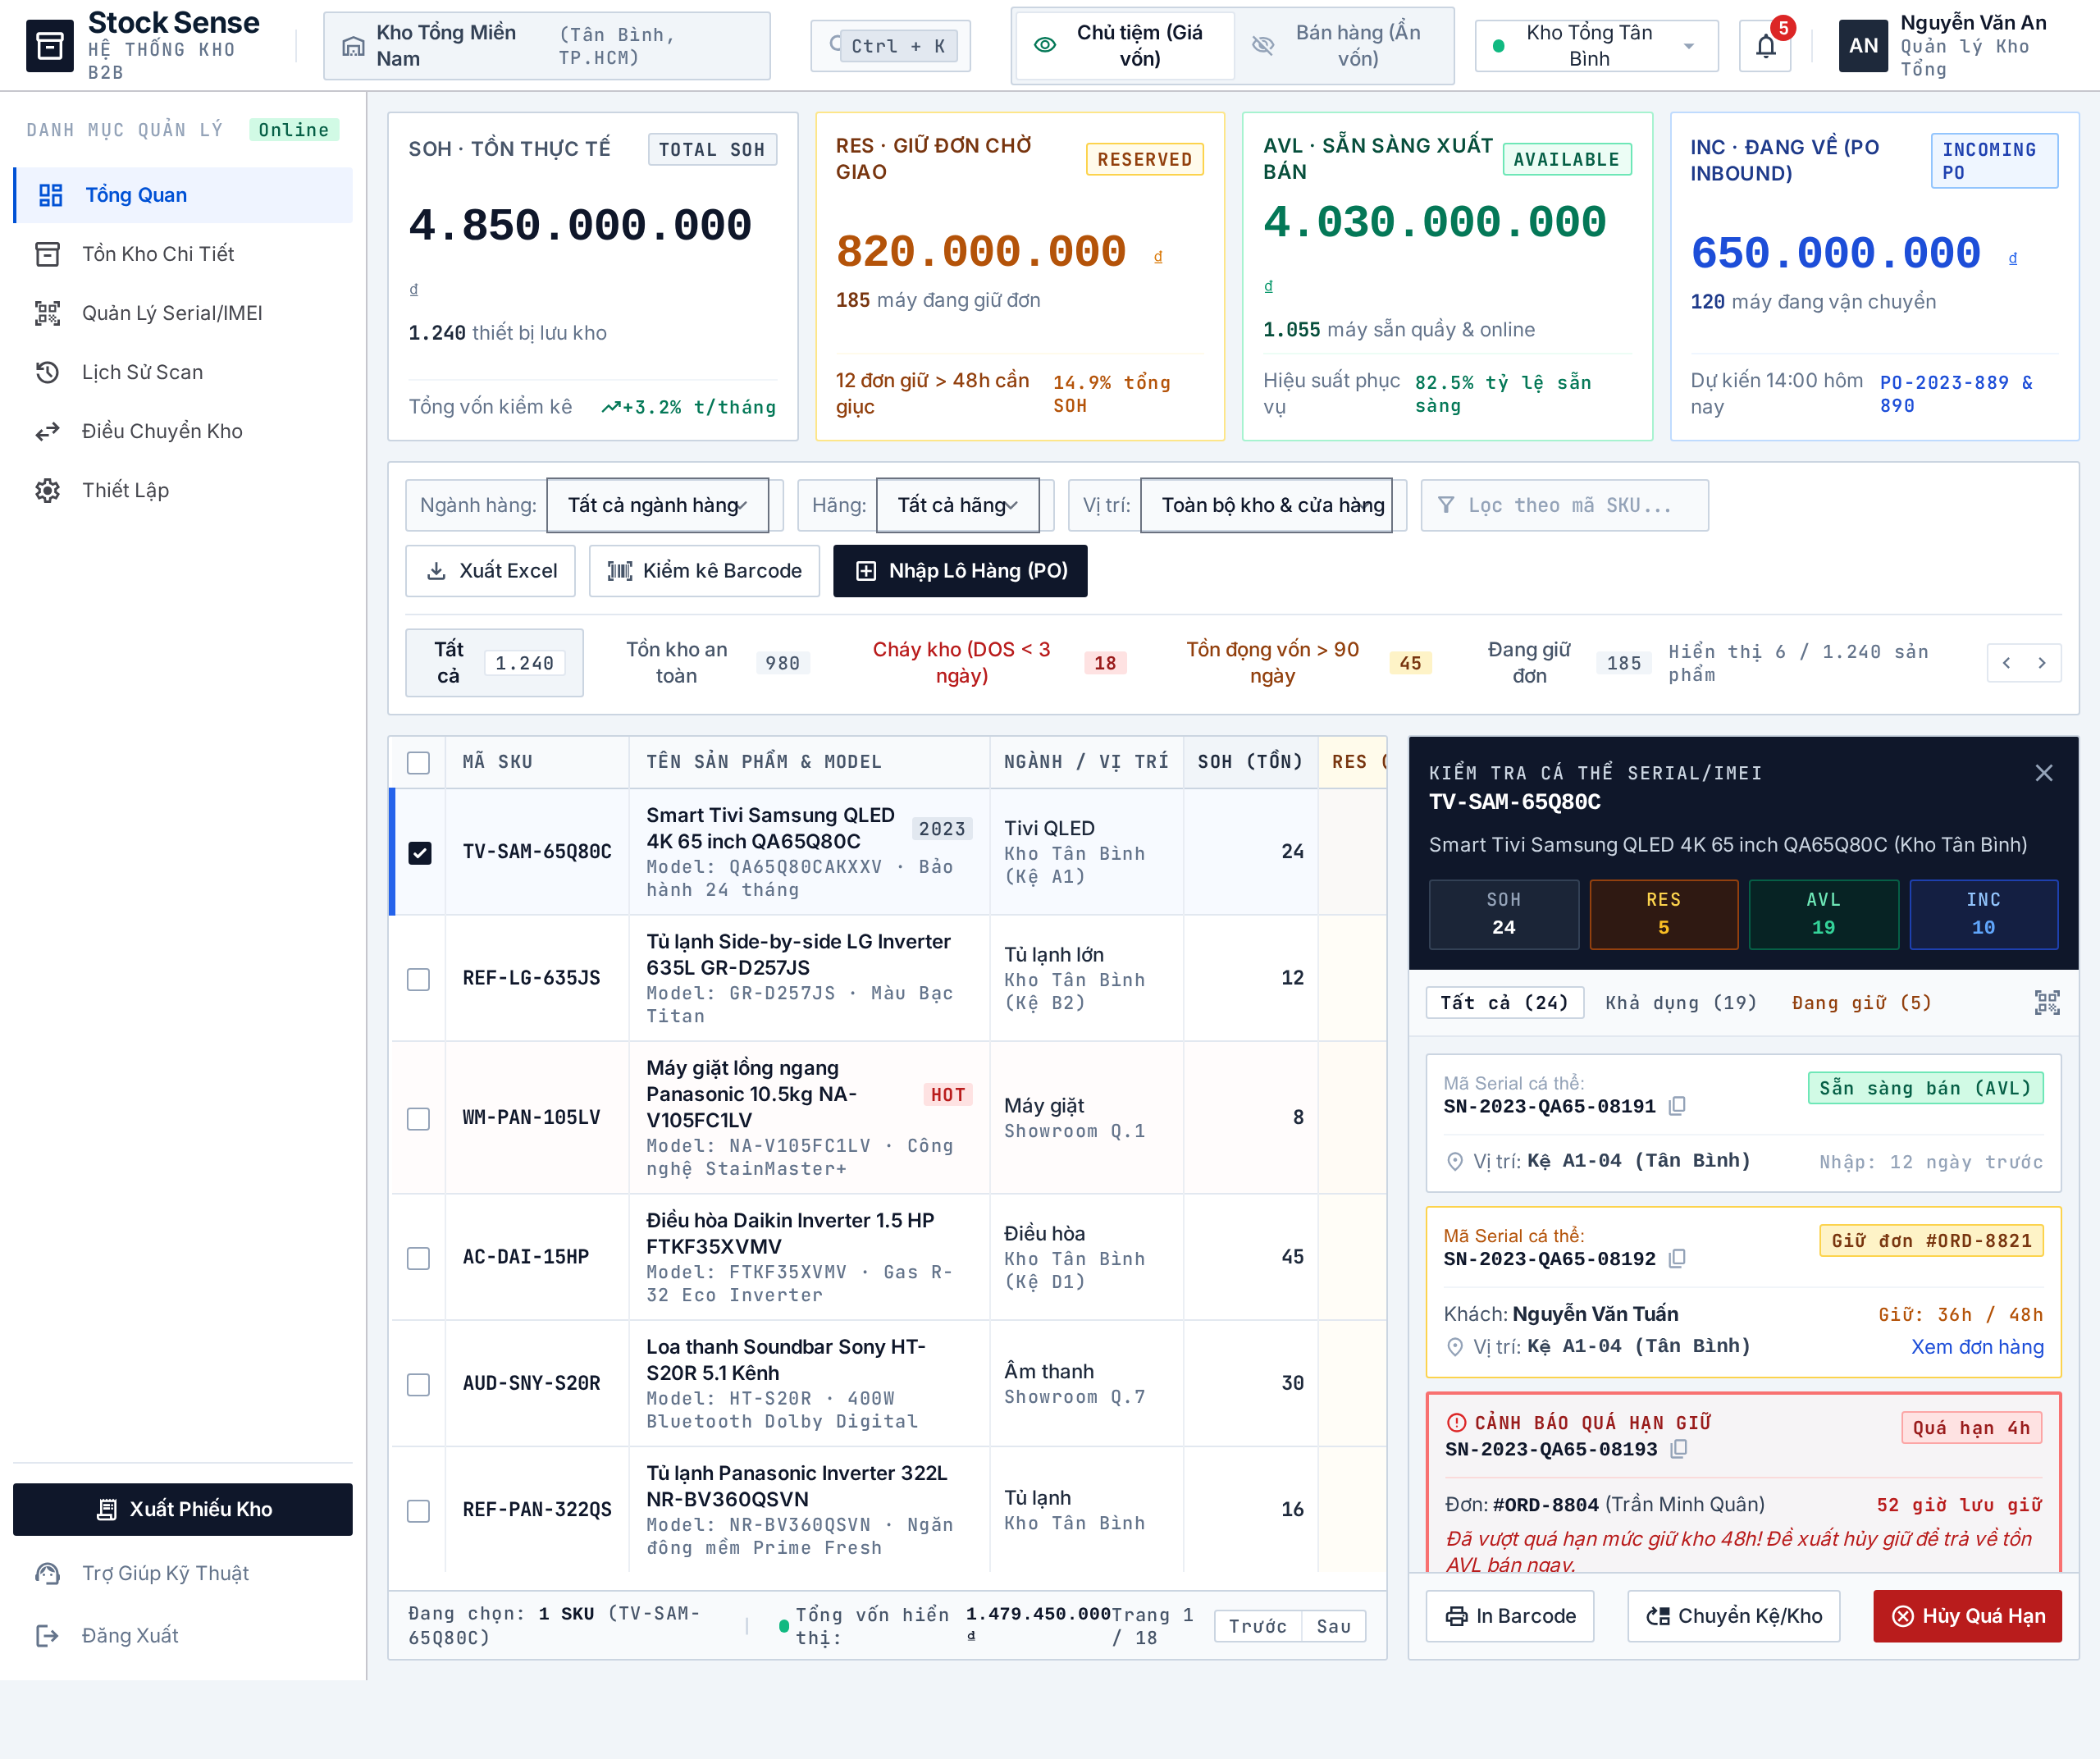 Stock Sense
HỆ THỐNG KHO
B2B
Kho Tổng Miền
Nam
(Tân Bình,
TP.HCM)
Ctrl + K
Chủ tiệm (Giá
vốn)
Bán hàng (Ẩn
vốn)
Kho Tổng Tân
Bình
5
AN
Nguyễn Văn An
Quản lý Kho
Tổng
DANH MỤC QUẢN LÝ
Online
Tổng Quan
Tồn Kho Chi Tiết
Quản Lý Serial/IMEI
Lịch Sử Scan
Điều Chuyển Kho
Thiết Lập
Xuất Phiếu Kho
Trợ Giúp Kỹ Thuật
Đăng Xuất
SOH · TỒN THỰC TẾ
TOTAL SOH
4.850.000.000
₫
1.240 thiết bị lưu kho
Tổng vốn kiểm kê
+3.2% t/tháng
RES · GIỮ ĐƠN CHỜ
GIAO
RESERVED
820.000.000 ₫
185 máy đang giữ đơn
12 đơn giữ > 48h cần
giục
14.9% tổng
SOH
AVL · SẴN SÀNG XUẤT
BÁN
AVAILABLE
4.030.000.000
₫
1.055 máy sẵn quầy & online
Hiệu suất phục
vụ
82.5% tỷ lệ sẵn
sàng
INC · ĐANG VỀ (PO
INBOUND)
INCOMING
PO
650.000.000 ₫
120 máy đang vận chuyển
Dự kiến 14:00 hôm
nay
PO-2023-889 &
890
Ngành hàng:
Tất cả ngành hàng
Hãng:
Tất cả hãng
Vị trí:
Toàn bộ kho & cửa hàng
Lọc theo mã SKU...
Xuất Excel
Kiểm kê Barcode
Nhập Lô Hàng (PO)
Tất
cả
1.240
Tồn kho an
toàn
980
Cháy kho (DOS < 3
ngày)
18
Tồn đọng vốn > 90
ngày
45
Đang giữ
đơn
185
Hiển thị 6 / 1.240 sản
phẩm
MÃ SKU
TÊN SẢN PHẨM & MODEL
NGÀNH / VỊ TRÍ
SOH (TỒN)
RES (
TV-SAM-65Q80C
Smart Tivi Samsung QLED
4K 65 inch QA65Q80C
2023
Model: QA65Q80CAKXXV · Bảo
hành 24 tháng
Tivi QLED
Kho Tân Bình
(Kệ A1)
24
REF-LG-635JS
Tủ lạnh Side-by-side LG Inverter
635L GR-D257JS
Model: GR-D257JS · Màu Bạc
Titan
Tủ lạnh lớn
Kho Tân Bình
(Kệ B2)
12
WM-PAN-105LV
Máy giặt lồng ngang
Panasonic 10.5kg NA-
V105FC1LV
HOT
Model: NA-V105FC1LV · Công
nghệ StainMaster+
Máy giặt
Showroom Q.1
8
AC-DAI-15HP
Điều hòa Daikin Inverter 1.5 HP
FTKF35XVMV
Model: FTKF35XVMV · Gas R-
32 Eco Inverter
Điều hòa
Kho Tân Bình
(Kệ D1)
45
AUD-SNY-S20R
Loa thanh Soundbar Sony HT-
S20R 5.1 Kênh
Model: HT-S20R · 400W
Bluetooth Dolby Digital
Âm thanh
Showroom Q.7
30
REF-PAN-322QS
Tủ lạnh Panasonic Inverter 322L
NR-BV360QSVN
Model: NR-BV360QSVN · Ngăn
đông mềm Prime Fresh
Tủ lạnh
Kho Tân Bình
16
Đang chọn: 1 SKU (TV-SAM-
65Q80C)
Tổng vốn hiển
thị:
1.479.450.000
₫
Trang 1
/ 18
Trước
Sau
KIỂM TRA CÁ THỂ SERIAL/IMEI
TV-SAM-65Q80C
Smart Tivi Samsung QLED 4K 65 inch QA65Q80C (Kho Tân Bình)
SOH
24
RES
5
AVL
19
INC
10
Tất cả (24)
Khả dụng (19)
Đang giữ (5)
Mã Serial cá thể:
SN-2023-QA65-08191
Sẵn sàng bán (AVL)
Vị trí: Kệ A1-04 (Tân Bình)
Nhập: 12 ngày trước
Mã Serial cá thể:
SN-2023-QA65-08192
Giữ đơn #ORD-8821
Khách: Nguyễn Văn Tuấn
Giữ: 36h / 48h
Vị trí: Kệ A1-04 (Tân Bình)
Xem đơn hàng
CẢNH BÁO QUÁ HẠN GIỮ
SN-2023-QA65-08193
Quá hạn 4h
Đơn: #ORD-8804 (Trần Minh Quân)
52 giờ lưu giữ
Đã vượt quá hạn mức giữ kho 48h! Đề xuất hủy giữ để trả về tồn
AVL bán ngay.
In Barcode
Chuyển Kệ/Kho
Hủy Quá Hạn